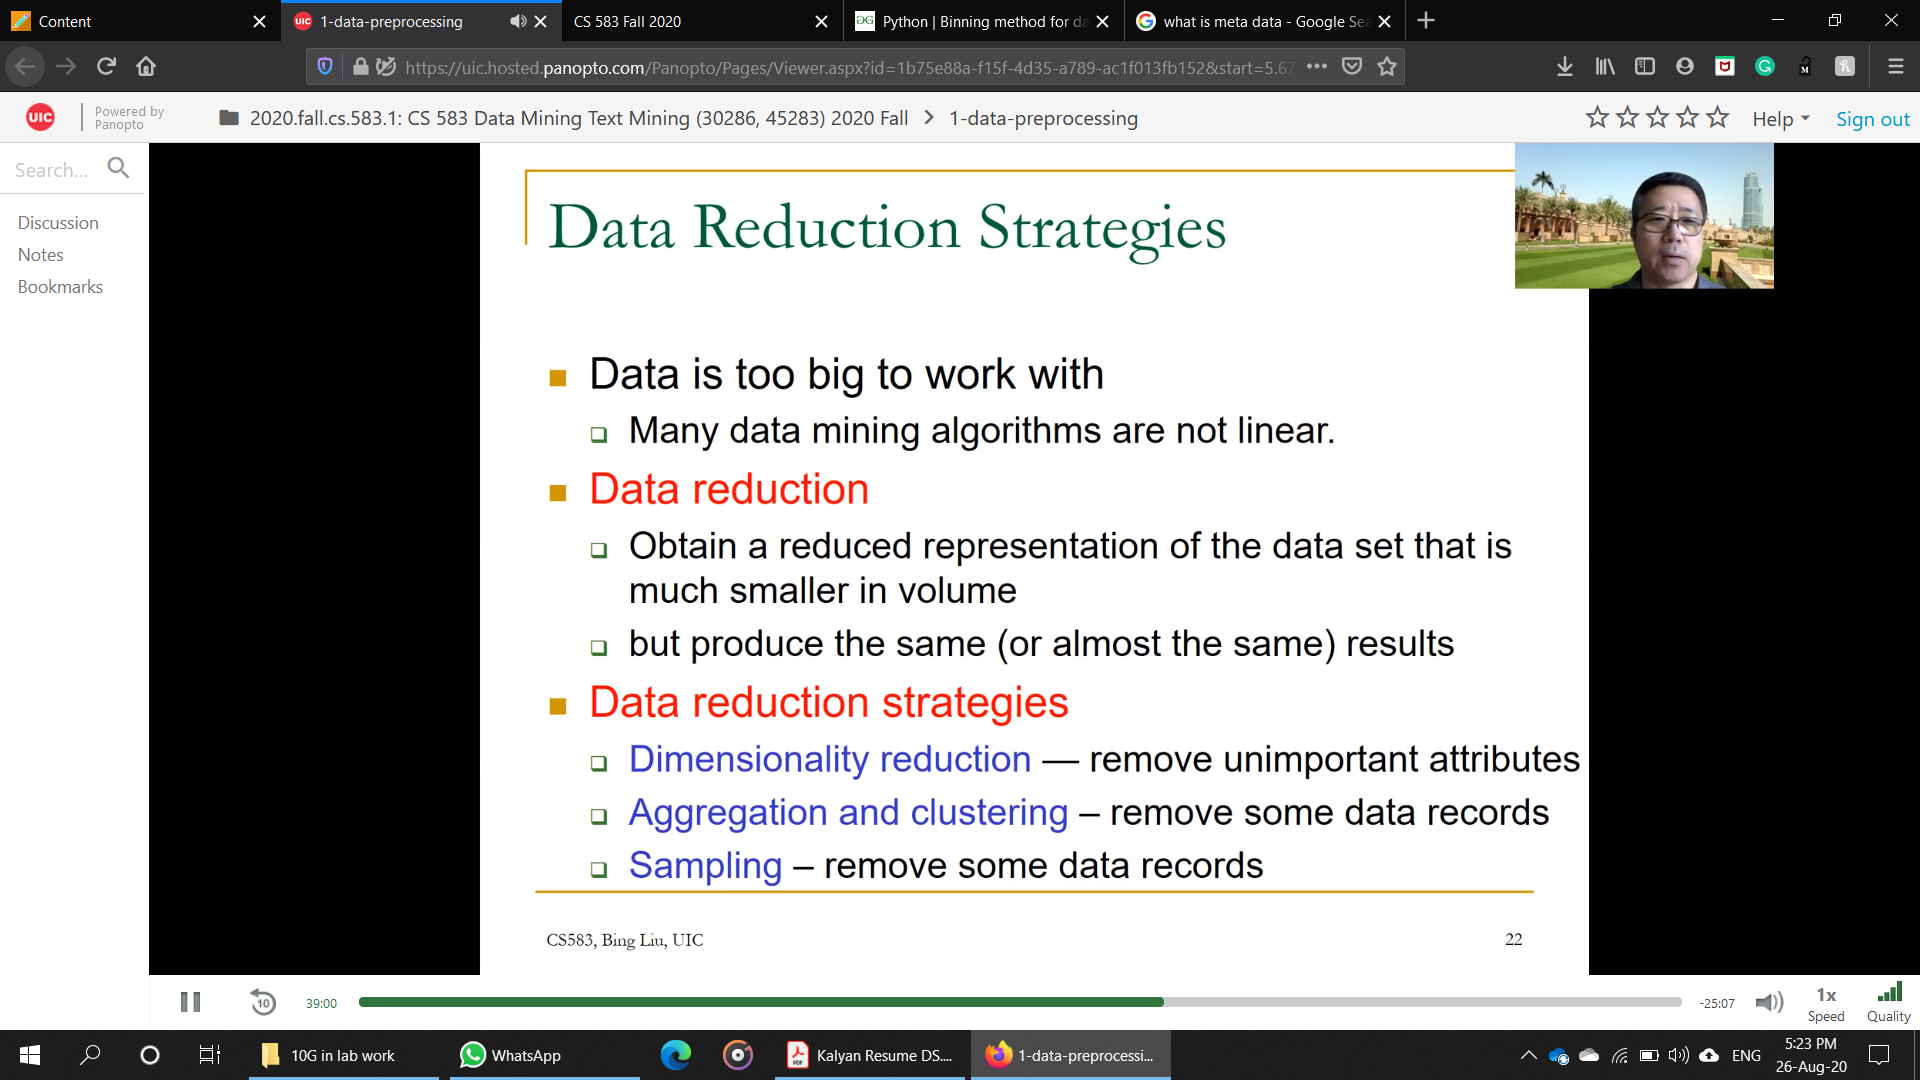 Content
1-data-preprocessing
CS 583 Fall 2020
Python | Binning method for da
what is meta data - Google Sea
https://uic.hosted.panopto.com/Panopto/Pages/Viewer.aspx?id=1b75e88a-f15f-4d35-a789-ac1f013fb152&start=5.67
UIC
Powered by
Panopto
2020.fall.cs.583.1: CS 583 Data Mining Text Mining (30286, 45283) 2020 Fall > 1-data-preprocessing
Help
Sign out
Search...
Discussion
Notes
Bookmarks
Data Reduction Strategies
Data is too big to work with
Many data mining algorithms are not linear.
Data reduction
Obtain a reduced representation of the data set that is
much smaller in volume
but produce the same (or almost the same) results
Data reduction strategies
Dimensionality reduction — remove unimportant attributes
Aggregation and clustering – remove some data records
Sampling – remove some data records
CS583, Bing Liu, UIC
22
10
39:00
-25:07
1x
Speed
Quality
10G in lab work
WhatsApp
Kalyan Resume DS....
1-data-preprocessi...
ENG
5:23 PM
26-Aug-20